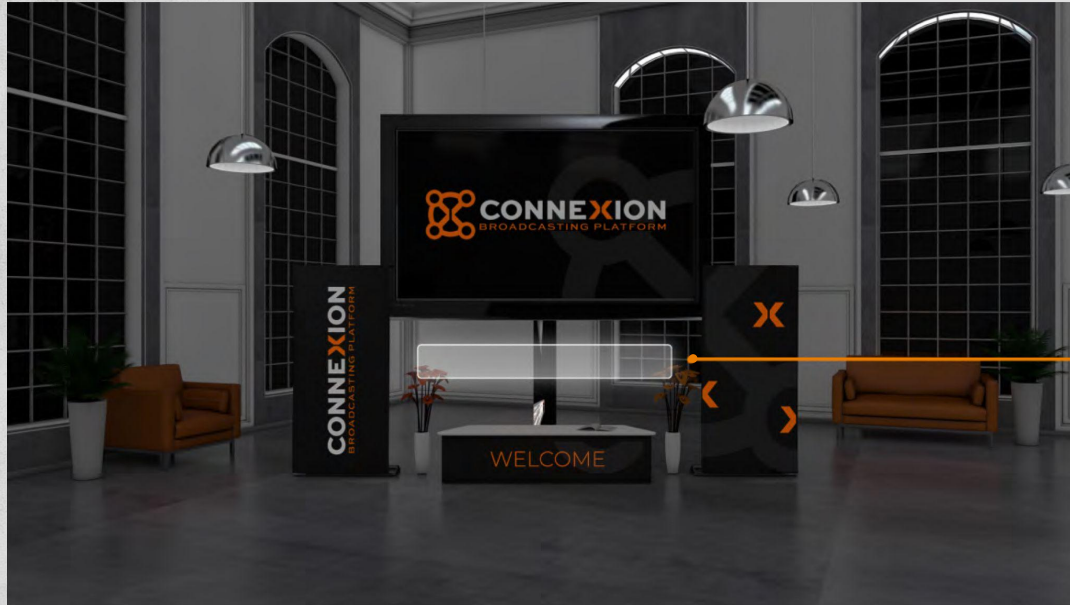 CONNEXION
BROADCASTING PLATFORM
CONNEXION
BROADCASTING PLATFORM
WELCOME